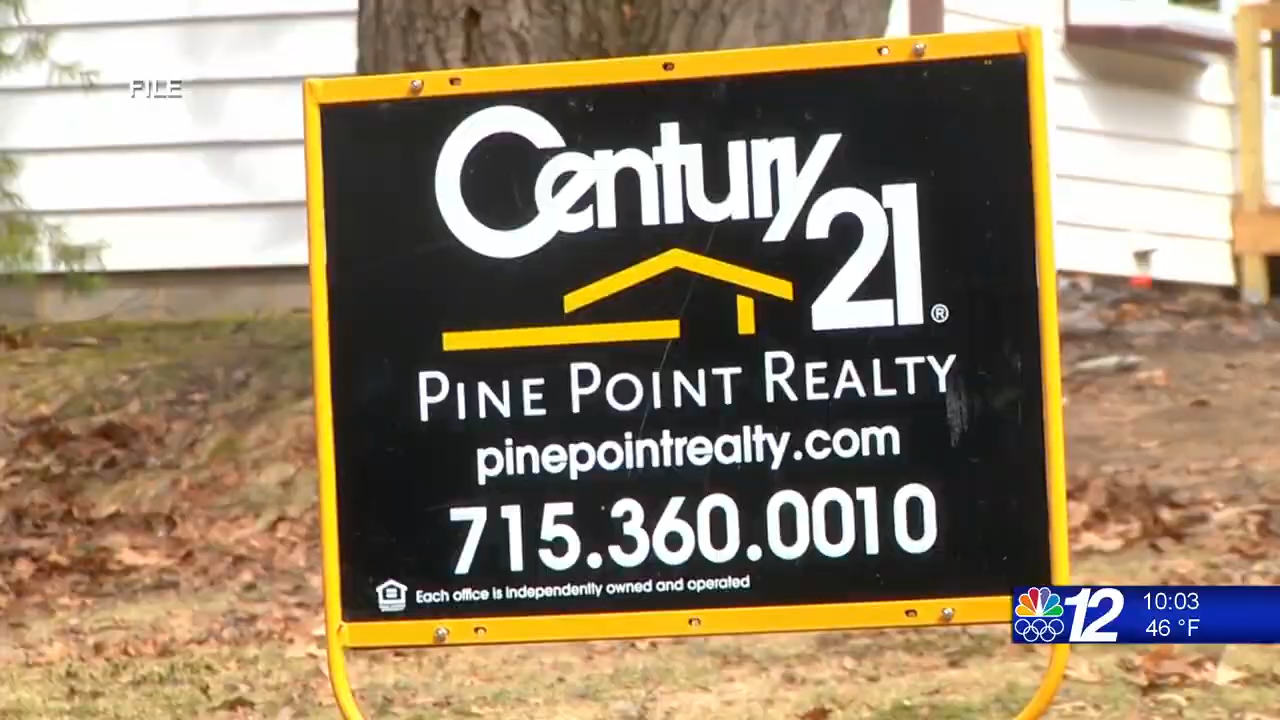 FILE
Century 21®
PINE POINT REALTY
pinepointrealty.com
715.360.0010
Each office is independently owned and operated
12
10:03
46 °F